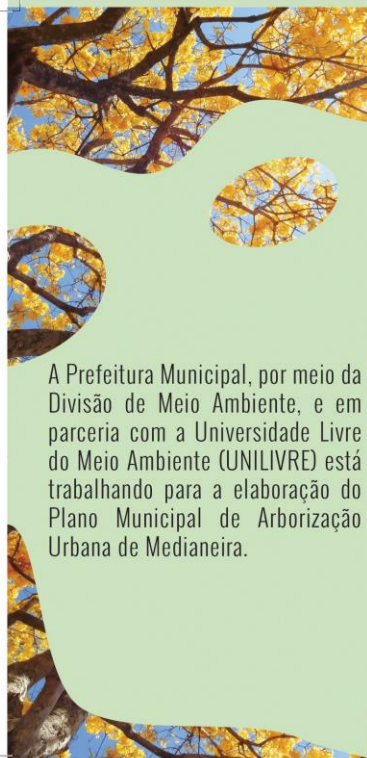 A Prefeitura Municipal, por meio da
Divisão de Meio Ambiente, e em
parceria com a Universidade Livre
do Meio Ambiente (UNILIVRE) está
trabalhando para a elaboração do
Plano Municipal de Arborização
Urbana de Medianeira.